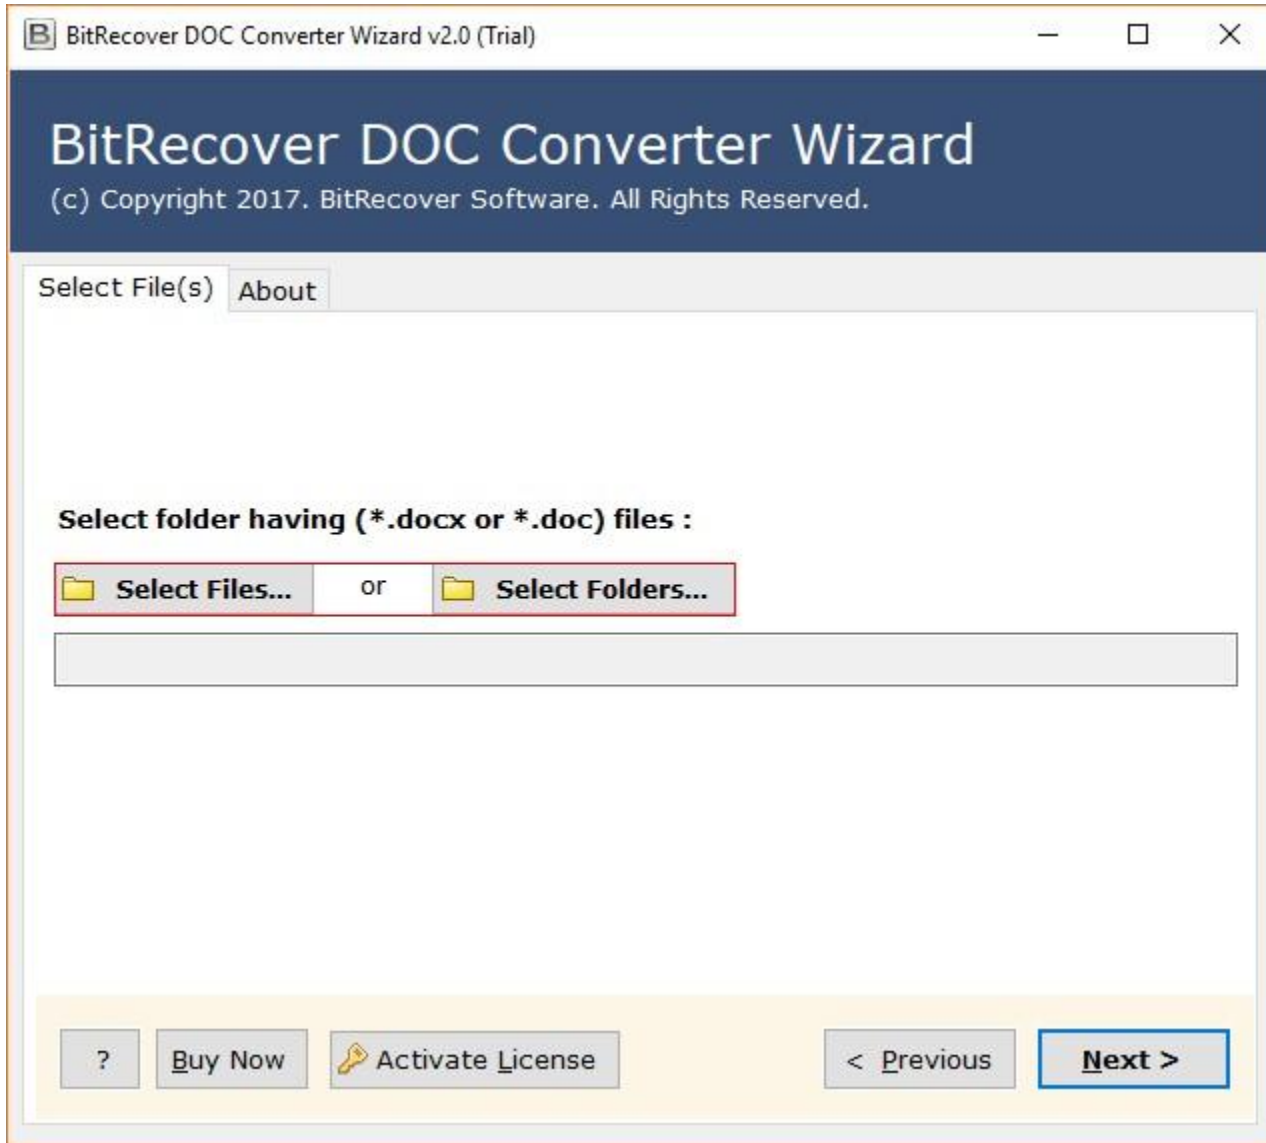 BitRecover DOC Converter Wizard v2.0 (Trial)
BitRecover DOC Converter Wizard
(c) Copyright 2017. BitRecover Software. All Rights Reserved.
Select File(s) About
Select folder having (*.docx or *.doc) files :
Select Files... or Select Folders...
? Buy Now Activate License < Previous Next >